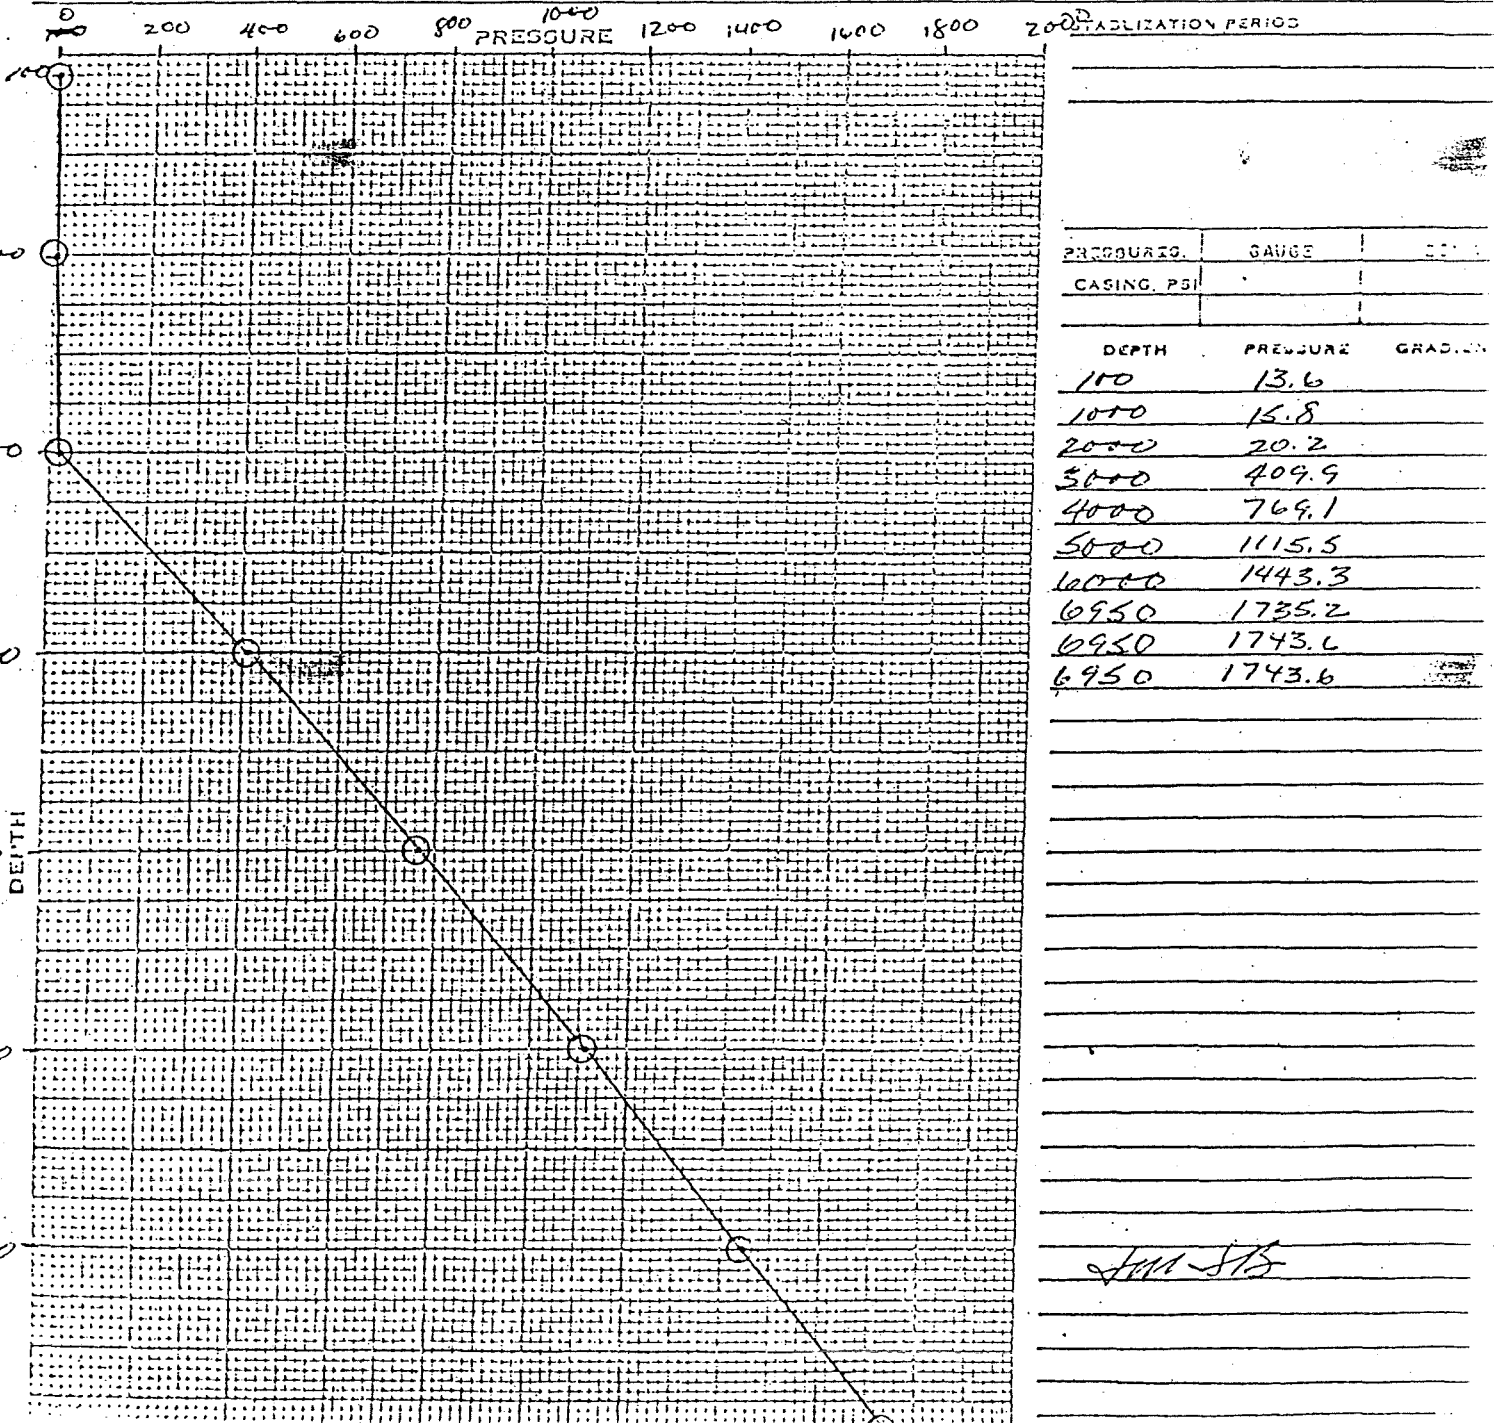 0 200 400 600 800 1000 1200 1400 1600 1800 2000
PRESSURE
STABLIZATION PERIOD
100
PRESSURES. GAUGE
CASING, PSI
DEPTH PRESSURE
100 13.6
1000 15.8
2000 20.2
3000 409.9
4000 769.1
5000 1115.5
6000 1443.3
6950 1735.2
6950 1743.6
6950 1743.6
DEPTH